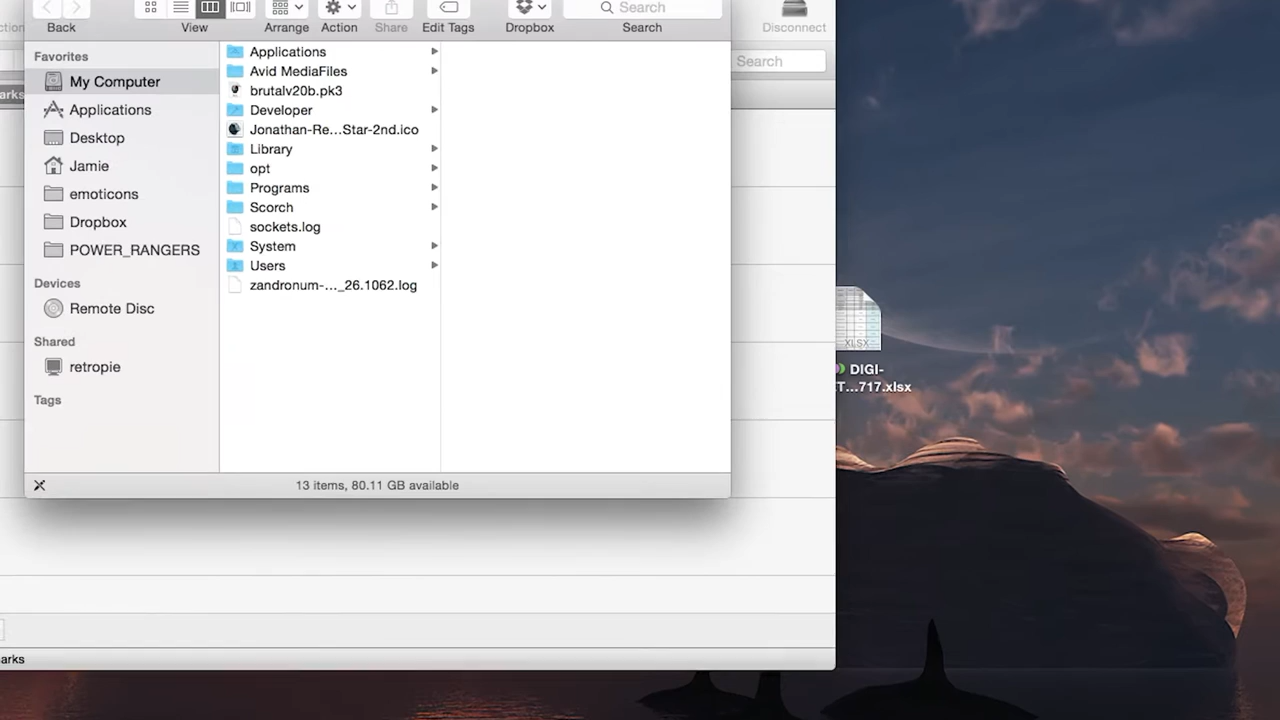 Back
View
Arrange
Action
Share
Edit Tags
Dropbox
Search
Search
Disconnect
Search
Favorites
My Computer
Applications
Desktop
Jamie
emoticons
Dropbox
POWER_RANGERS
Devices
Remote Disc
Shared
retropie
Tags
Applications
Avid MediaFiles
brutalv20b.pk3
Developer
Jonathan-Re...Star-2nd.ico
Library
opt
Programs
Scorch
sockets.log
System
Users
zandronum-..._26.1062.log
13 items, 80.11 GB available
arks
arks
XLSX
DIGI-
T...717.xlsx